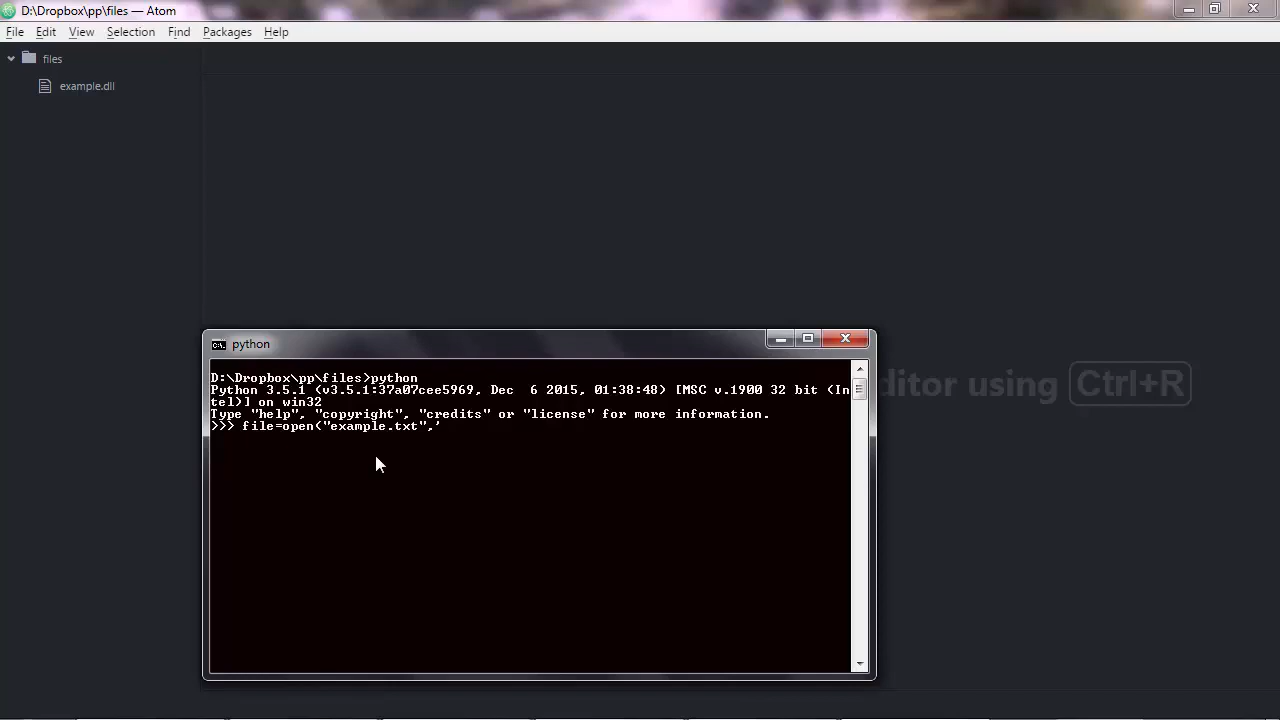 D:\Dropbox\pp\files — Atom
File Edit View Selection Find Packages Help
files
example.dll
ditor using Ctrl+R
python
D:\Dropbox\pp\files>python
Python 3.5.1 (v3.5.1:37a07cee5969, Dec  6 2015, 01:38:48) [MSC v.1900 32 bit (In
tel)] on win32
Type "help", "copyright", "credits" or "license" for more information.
>>> file=open("example.txt",'